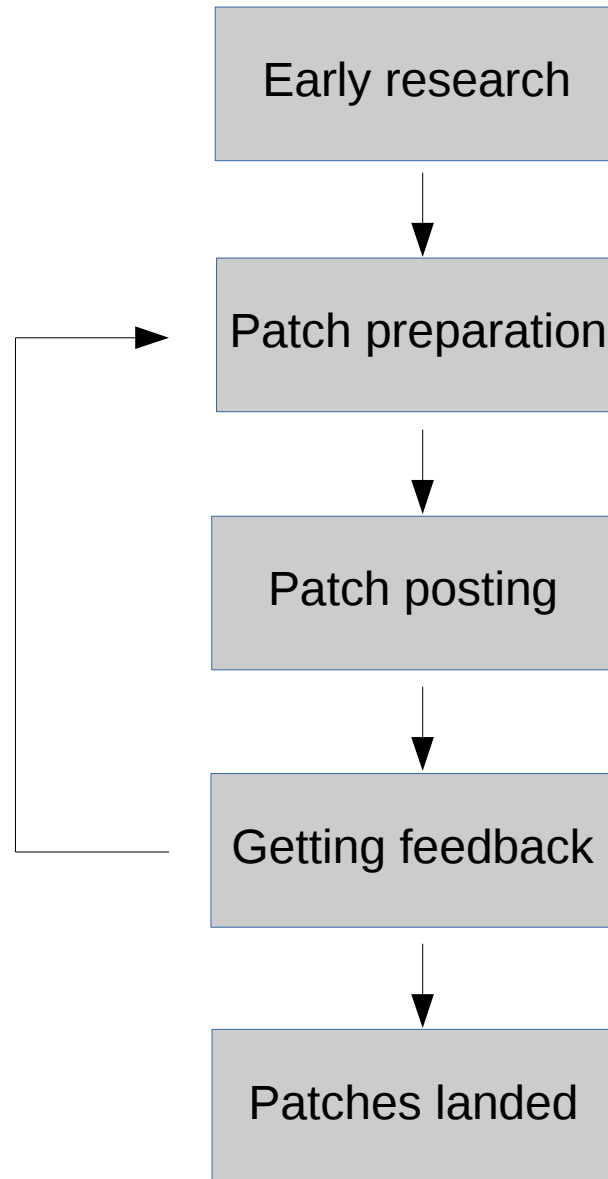 Early research
Patch preparation
Patch posting
Getting feedback
Patches landed